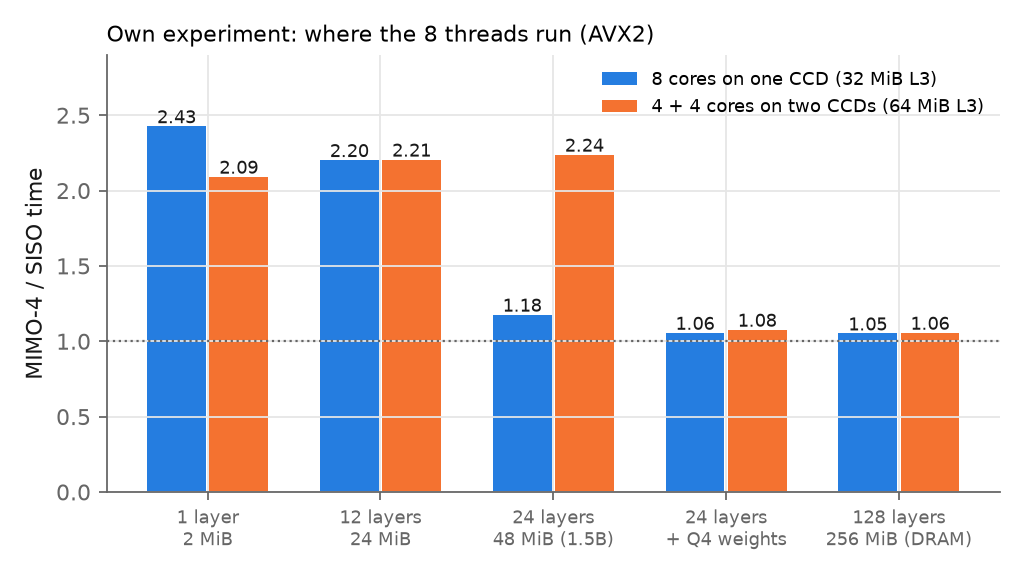 Own experiment: where the 8 threads run (AVX2)
8 cores on one CCD (32 MiB L3)
4 + 4 cores on two CCDs (64 MiB L3)
MIMO-4 / SISO time
2.5
2.0
1.5
1.0
0.5
0.0
2.43 2.09 2.20 2.21 1.18 2.24 1.06 1.08 1.05 1.06
1 layer
2 MiB
12 layers
24 MiB
24 layers
48 MiB (1.5B)
24 layers
+ Q4 weights
128 layers
256 MiB (DRAM)